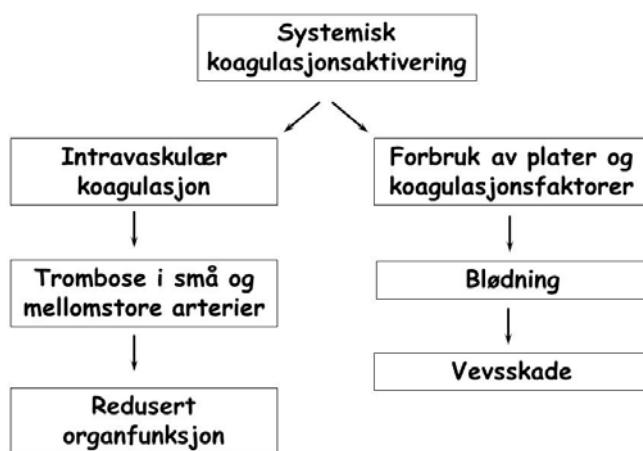 Systemisk
koagulasjonsaktivering
Intravaskulær
koagulasjon
Forbruk av plater og
koagulasjonsfaktorer
Trombose i små og
mellomstore arterier
Blødning
Vevsskade
Redusert
organfunksjon